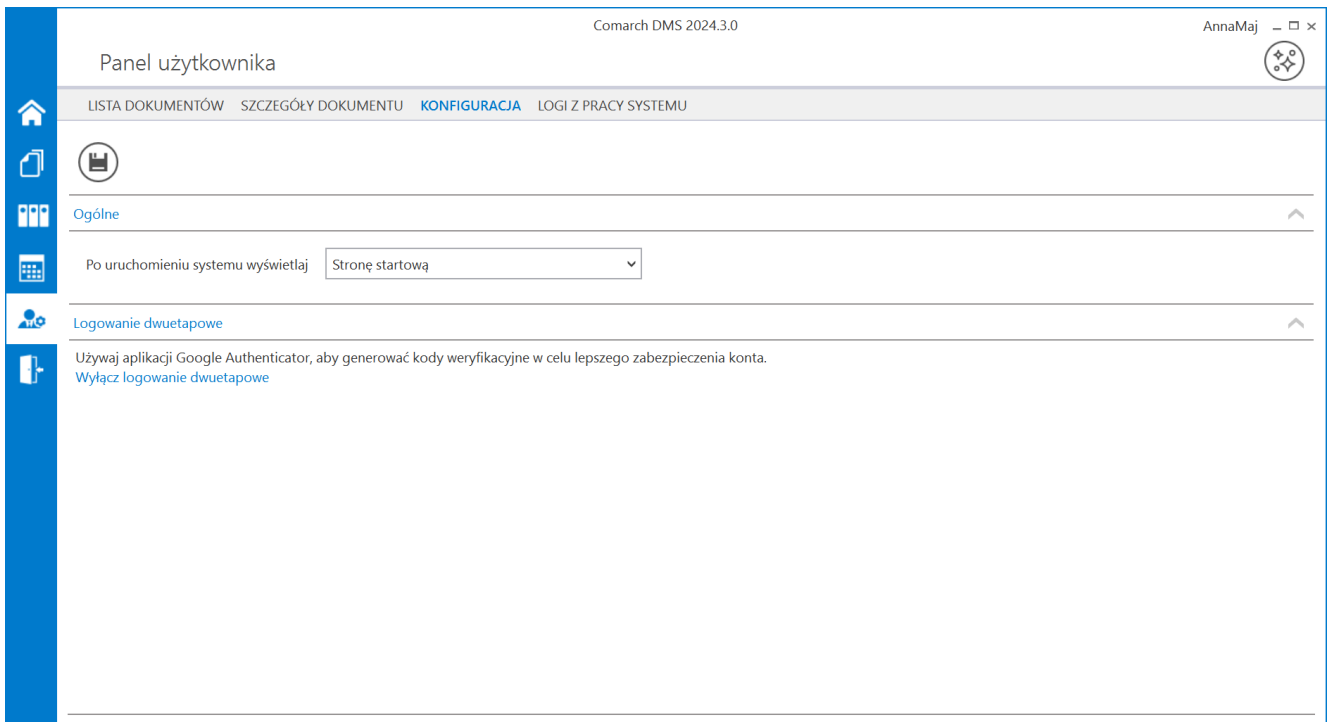 Comarch DMS 2024.3.0 AnnaMaj
Panel użytkownika
LISTA DOKUMENTÓW SZCZEGÓŁY DOKUMENTU KONFIGURACJA LOGI Z PRACY SYSTEMU
Ogólne
Po uruchomieniu systemu wyświetlaj Stronę startową
Logowanie dwuetapowe
Używaj aplikacji Google Authenticator, aby generować kody weryfikacyjne w celu lepszego zabezpieczenia konta.
Wyłącz logowanie dwuetapowe